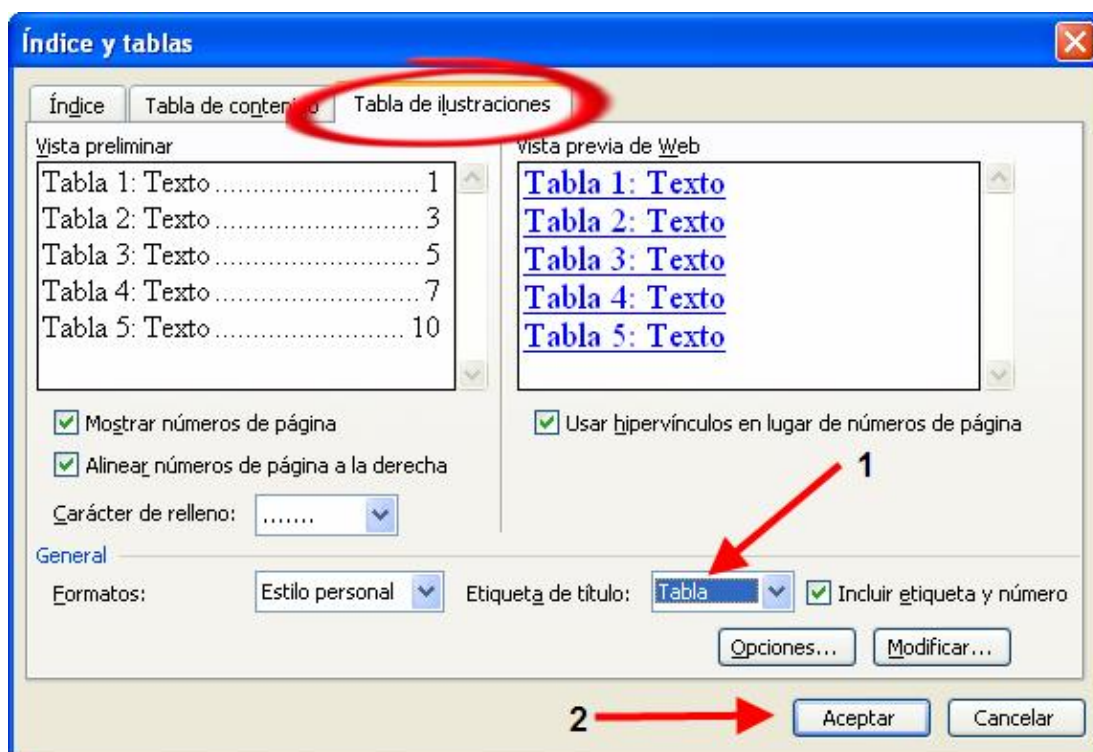 Índice y tablas
Índice
Tabla de contenido
Tabla de ilustraciones
Vista preliminar
Tabla 1: Texto ........................... 1
Tabla 2: Texto ........................... 3
Tabla 3: Texto ........................... 5
Tabla 4: Texto ........................... 7
Tabla 5: Texto ......................... 10
Vista previa de Web
Tabla 1: Texto
Tabla 2: Texto
Tabla 3: Texto
Tabla 4: Texto
Tabla 5: Texto
Mostrar números de página
Alinear números de página a la derecha
Carácter de relleno: .......
Usar hipervínculos en lugar de números de página
1
General
Formatos: Estilo personal Etiqueta de título: Tabla Incluir etiqueta y número
Opciones... Modificar...
2 Aceptar Cancelar